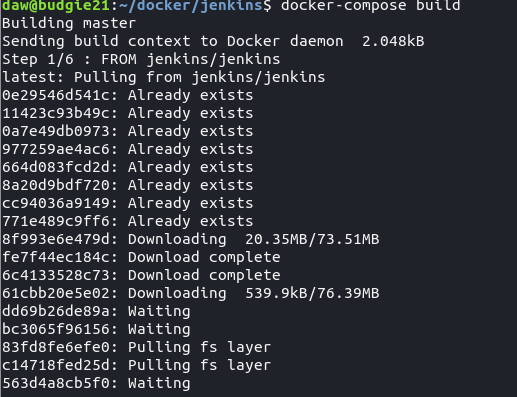 daw@budgie21:~/docker/jenkins$ docker-compose build
Building master
Sending build context to Docker daemon  2.048kB
Step 1/6 : FROM jenkins/jenkins
latest: Pulling from jenkins/jenkins
0e29546d541c: Already exists
11423c93b49c: Already exists
0a7e49db0973: Already exists
977259ae4ac6: Already exists
664d083fcd2d: Already exists
8a20d9bdf720: Already exists
cc94036a9149: Already exists
771e489c9ff6: Already exists
8f993e6e479d: Downloading  20.35MB/73.51MB
fe7f44ec184c: Download complete
6c4133528c73: Download complete
61cbb20e5e02: Downloading  539.9kB/76.39MB
dd69b26de89a: Waiting
bc3065f96156: Waiting
83fd8fe6efe0: Pulling fs layer
c14718fed25d: Pulling fs layer
563d4a8cb5f0: Waiting